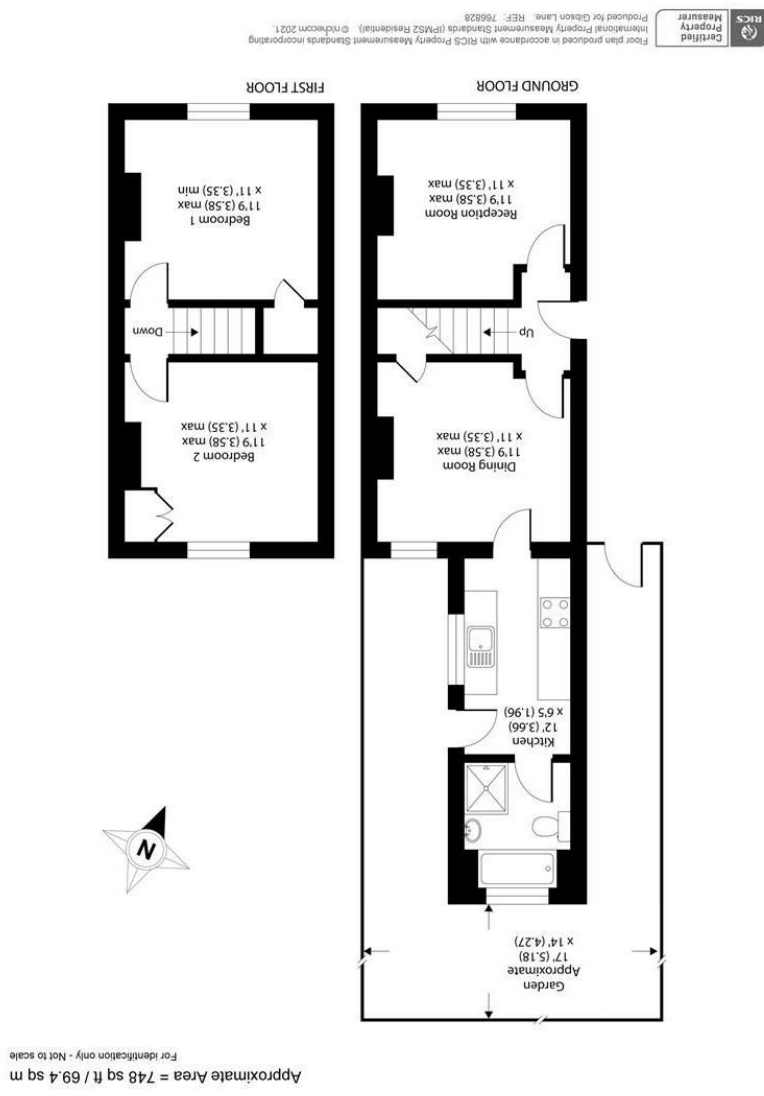 Approximate Area = 748 sq ft / 69.4 sq m
For identification only - Not to scale
Garden
Approximate
17' (5.18)
x 14' (4.27)
N
Kitchen
12' (3.66)
x 6'5 (1.96)
Dining Room
11'9 (3.58) max
x 11' (3.35) max
Bedroom 2
11'9 (3.58) max
x 11' (3.35) max
Up
Down
Reception Room
11'9 (3.58) max
x 11' (3.35) max
Bedroom 1
11'9 (3.58) max
x 11' (3.35) min
GROUND FLOOR
FIRST FLOOR
RICS
Certified
Property
Measurer
Floor plan produced in accordance with RICS Property Measurement Standards incorporating
International Property Measurement Standards (IPMS2 Residential). © nichecom 2021.
Produced for Gibson Lane. REF: 766828